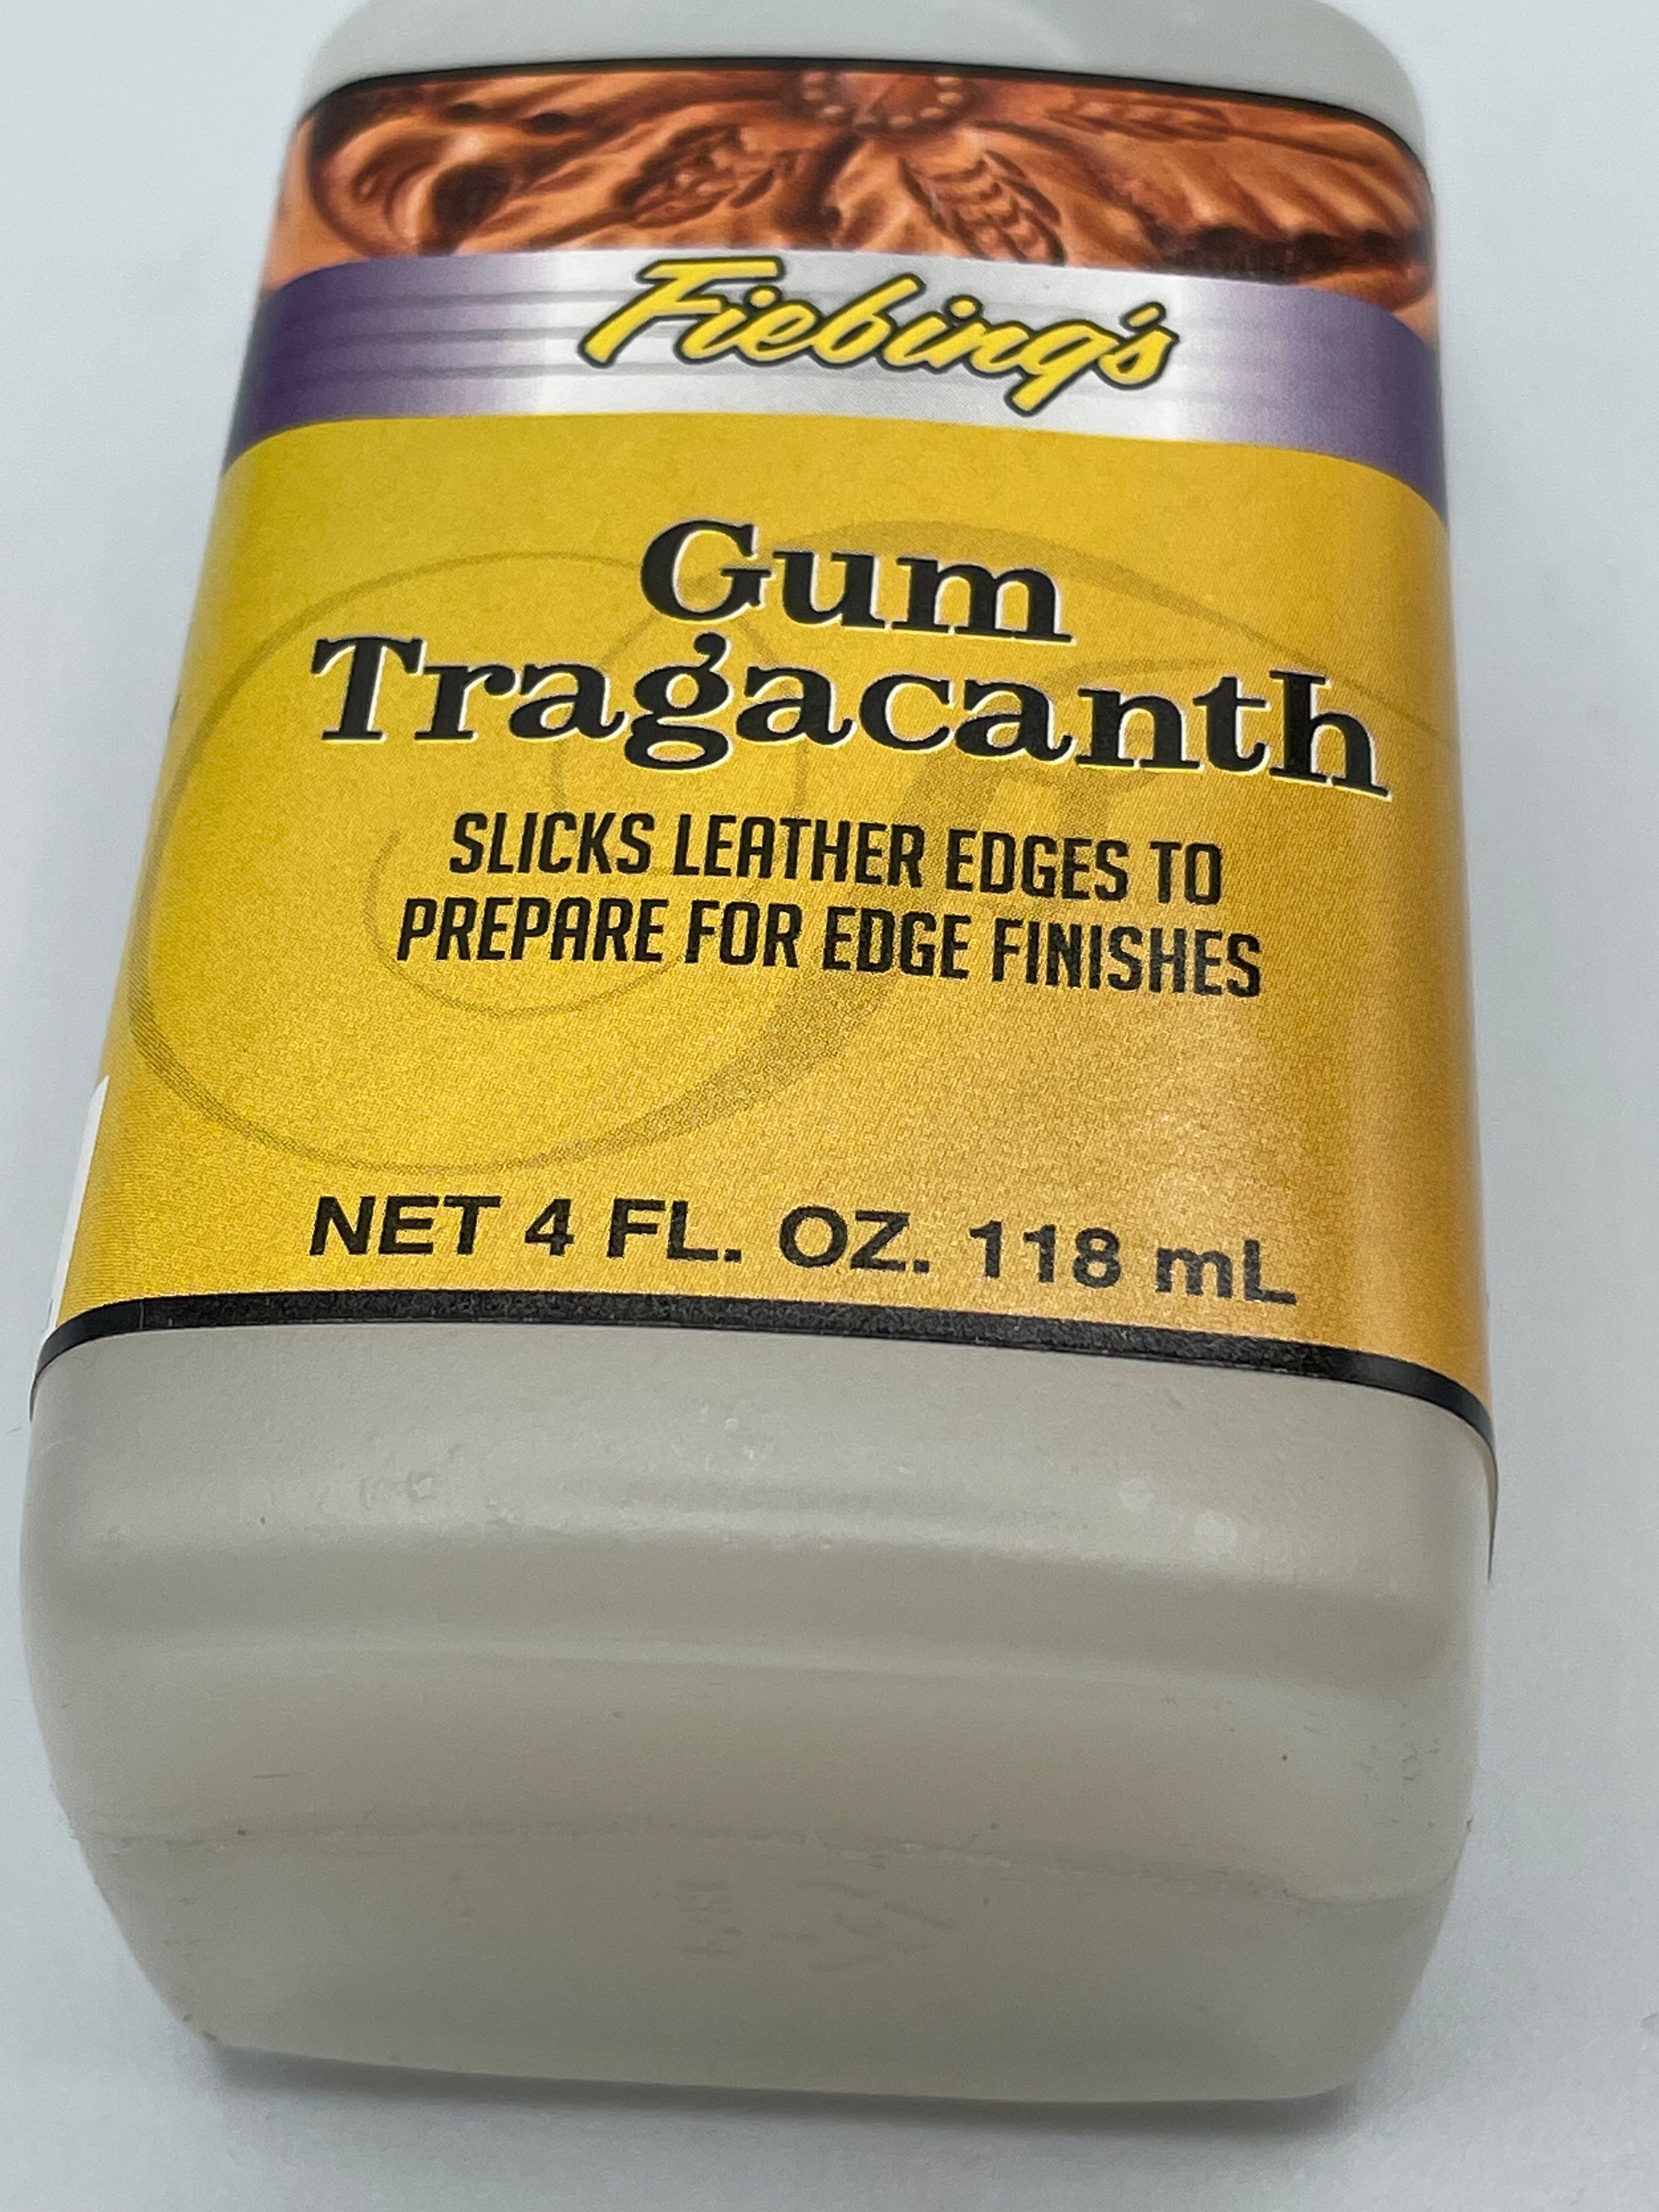 Fiebing's
Gum
Tragacanth
SLICKS LEATHER EDGES TO
PREPARE FOR EDGE FINISHES
NET 4 FL. OZ. 118 mL